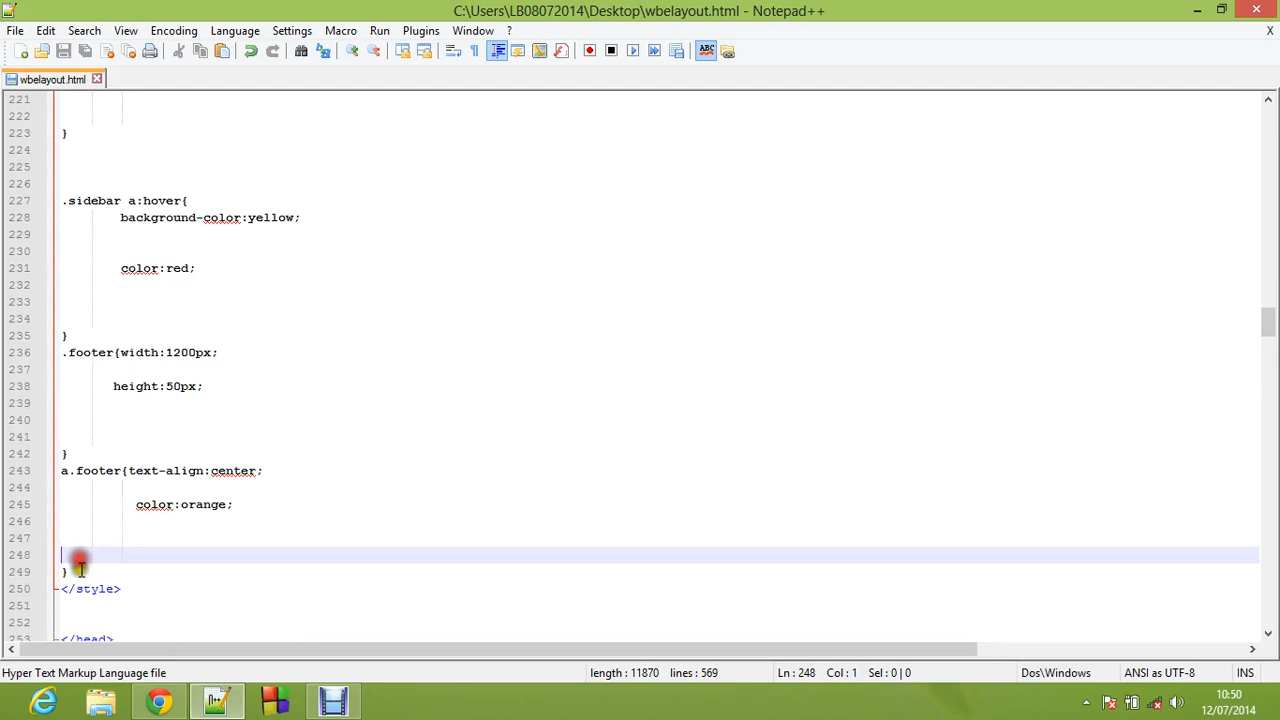 C:\Users\LB08072014\Desktop\wbelayout.html - Notepad++
File Edit Search View Encoding Language Settings Macro Run Plugins Window ? X
ABC
wbelayout.html
221
222
223 }
224
225
226
227 .sidebar a:hover{
228 background-color:yellow;
229
230
231 color:red;
232
233
234
235 }
236 .footer{width:1200px;
237
238 height:50px;
239
240
241
242 }
243 a.footer{text-align:center;
244
245 color:orange;
246
247
248
249 }
250 </style>
251
252
253 </head>
Hyper Text Markup Language file length : 11870 lines : 569 Ln : 248 Col : 1 Sel : 0 | 0 Dos\Windows ANSI as UTF-8 INS
10:50
12/07/2014